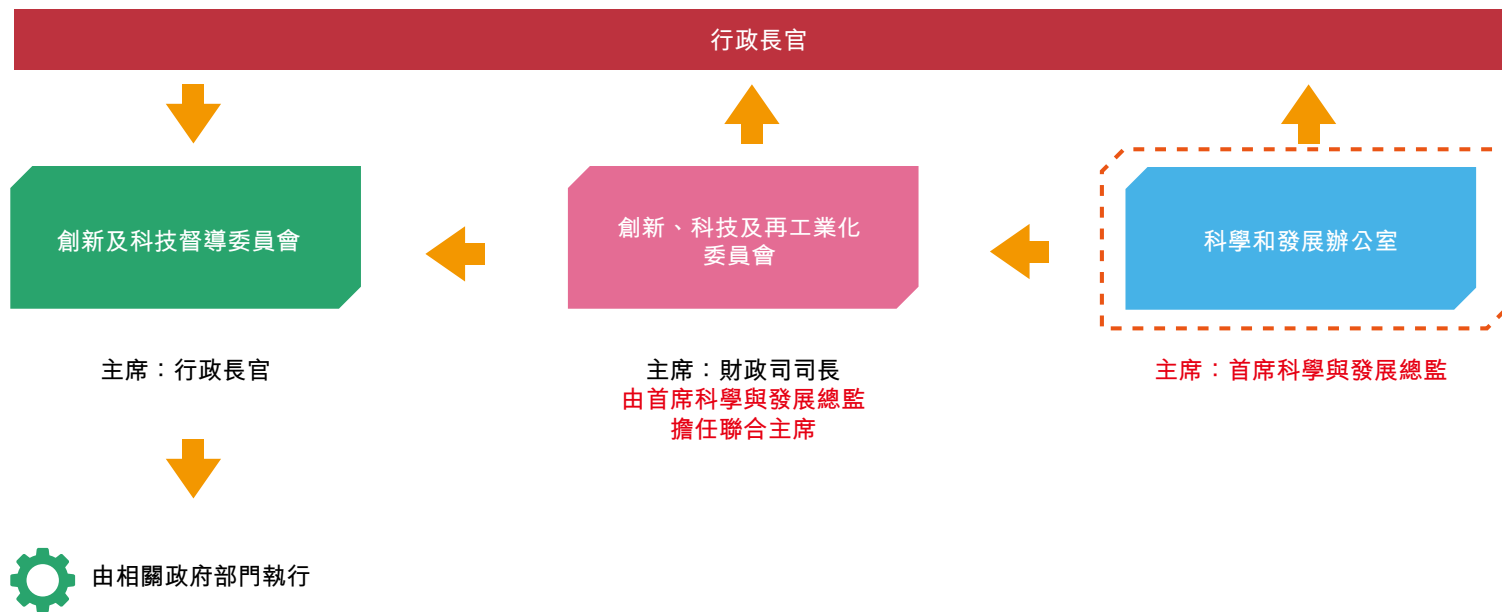 行政長官
創新及科技督導委員會
創新、科技及再工業化
委員會
科學和發展辦公室
主席：行政長官
主席：財政司司長
由首席科學與發展總監
擔任聯合主席
主席：首席科學與發展總監
由相關政府部門執行